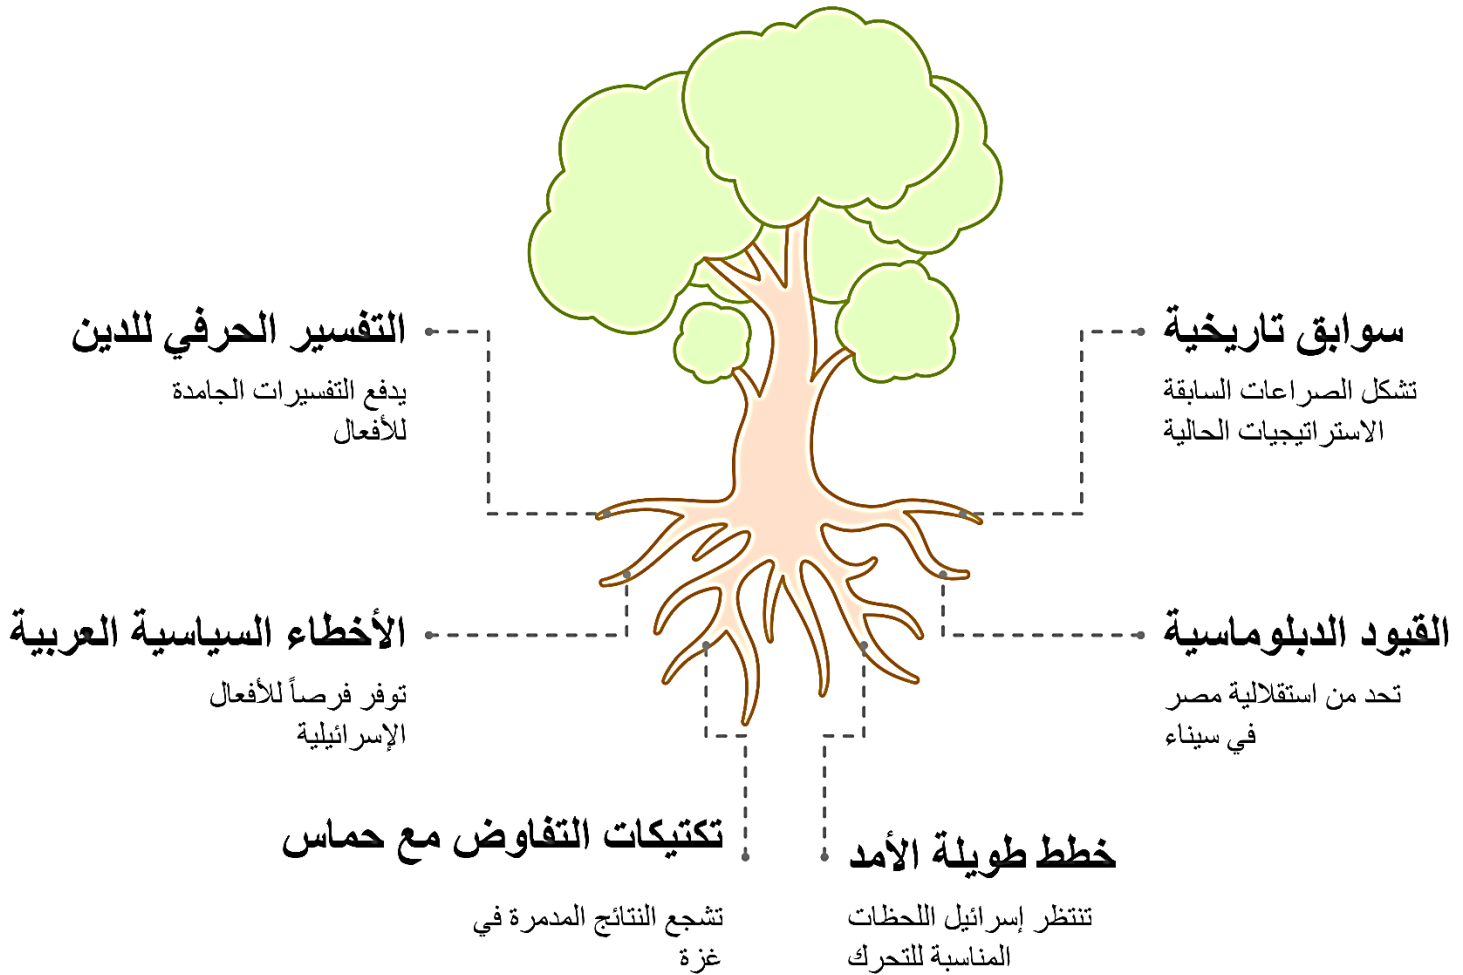 سوابق تاريخية
تشكل الصراعات السابقة
الاستراتيجيات الحالية
التفسير الحرفي للدين
يدفع التفسيرات الجامدة
للأفعال
القيود الدبلوماسية
تحد من استقلالية مصر
في سيناء
الأخطاء السياسية العربية
توفر فرصاً للأفعال
الإسرائيلية
خطط طويلة الأمد
تنتظر إسرائيل اللحظات
المناسبة للتحرك
تكتيكات التفاوض مع حماس
تشجع النتائج المدمرة في
غزة